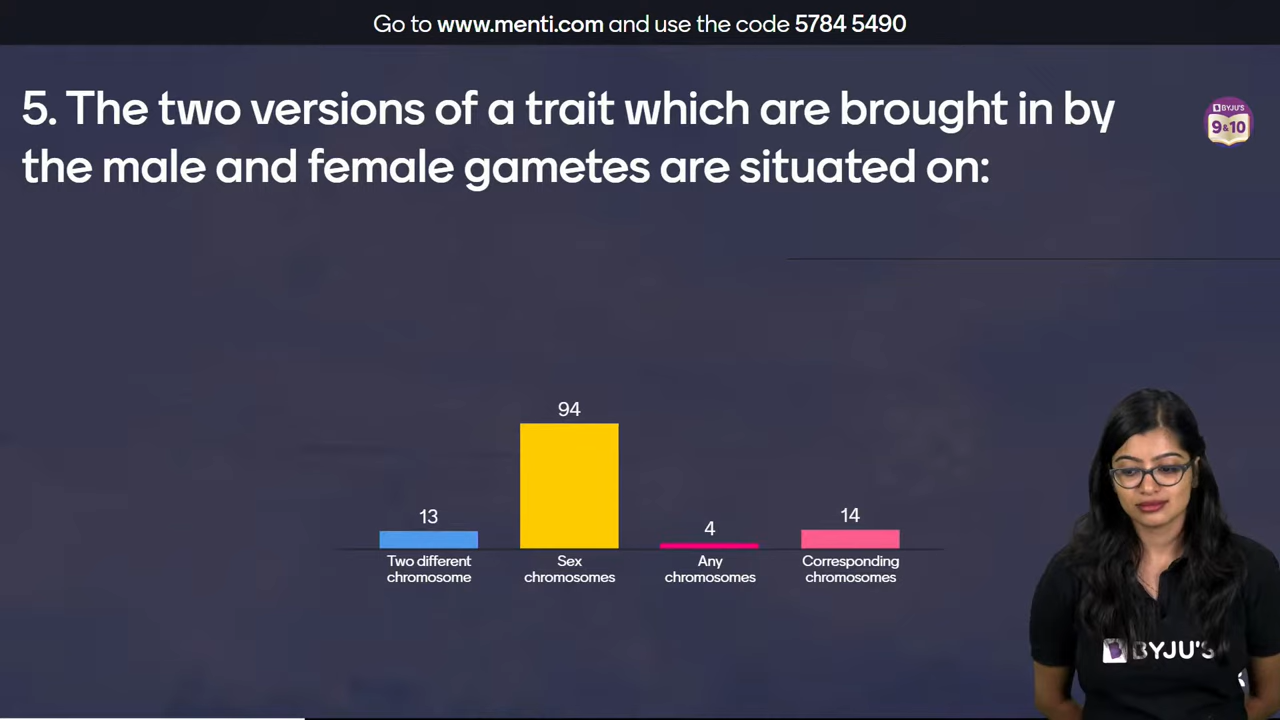 Go to www.menti.com and use the code 5784 5490
5. The two versions of a trait which are brought in by
the male and female gametes are situated on:
BYJU'S
9&10
94
13
4
14
Two different
chromosome
Sex
chromosomes
Any
chromosomes
Corresponding
chromosomes
BYJU'S